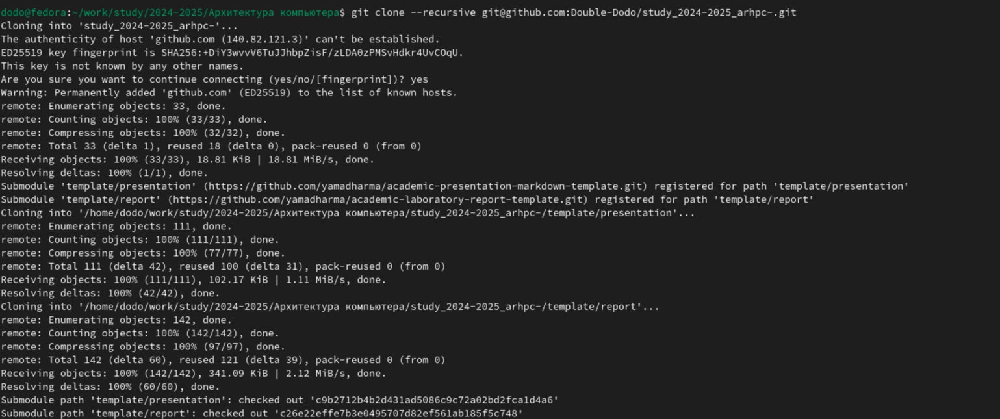 dodo@fedora:~/work/study/2024-2025/Архитектура компьютера$ git clone --recursive git@github.com:Double-Dodo/study_2024-2025_arhpc-.git
Cloning into 'study_2024-2025_arhpc-'...
The authenticity of host 'github.com (140.82.121.3)' can't be established.
ED25519 key fingerprint is SHA256:+DiY3wvvV6TuJJhbpZisF/zLDA0zPMSvHdkr4UvCOqU.
This key is not known by any other names.
Are you sure you want to continue connecting (yes/no/[fingerprint])? yes
Warning: Permanently added 'github.com' (ED25519) to the list of known hosts.
remote: Enumerating objects: 33, done.
remote: Counting objects: 100% (33/33), done.
remote: Compressing objects: 100% (32/32), done.
remote: Total 33 (delta 1), reused 18 (delta 0), pack-reused 0 (from 0)
Receiving objects: 100% (33/33), 18.81 KiB | 18.81 MiB/s, done.
Resolving deltas: 100% (1/1), done.
Submodule 'template/presentation' (https://github.com/yamadharma/academic-presentation-markdown-template.git) registered for path 'template/presentation'
Submodule 'template/report' (https://github.com/yamadharma/academic-laboratory-report-template.git) registered for path 'template/report'
Cloning into '/home/dodo/work/study/2024-2025/Архитектура компьютера/study_2024-2025_arhpc-/template/presentation'...
remote: Enumerating objects: 111, done.
remote: Counting objects: 100% (111/111), done.
remote: Compressing objects: 100% (77/77), done.
remote: Total 111 (delta 42), reused 100 (delta 31), pack-reused 0 (from 0)
Receiving objects: 100% (111/111), 102.17 KiB | 1.11 MiB/s, done.
Resolving deltas: 100% (42/42), done.
Cloning into '/home/dodo/work/study/2024-2025/Архитектура компьютера/study_2024-2025_arhpc-/template/report'...
remote: Enumerating objects: 142, done.
remote: Counting objects: 100% (142/142), done.
remote: Compressing objects: 100% (97/97), done.
remote: Total 142 (delta 60), reused 121 (delta 39), pack-reused 0 (from 0)
Receiving objects: 100% (142/142), 341.09 KiB | 2.12 MiB/s, done.
Resolving deltas: 100% (60/60), done.
Submodule path 'template/presentation': checked out 'c9b2712b4b2d431ad5086c9c72a02bd2fca1d4a6'
Submodule path 'template/report': checked out 'c26e22effe7b3e0495707d82ef561ab185f5c748'